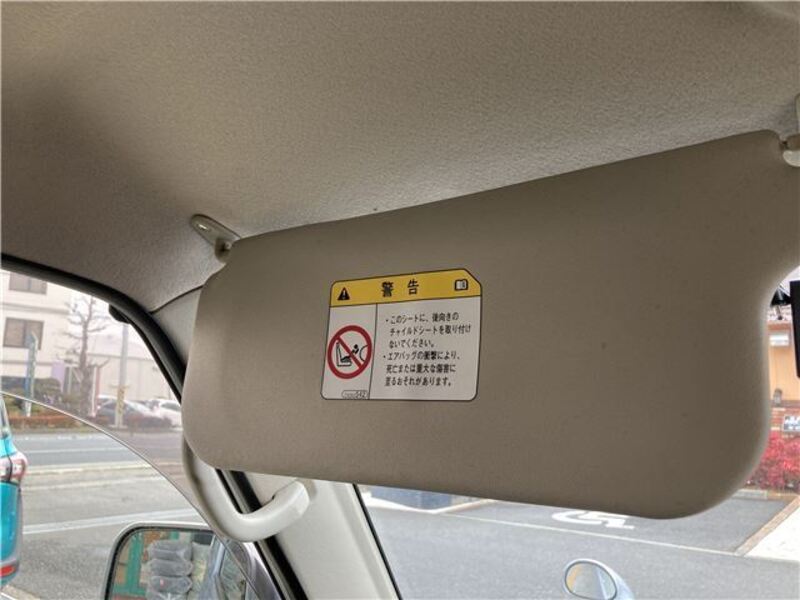 警告
・このシートに、後向きの
チャイルドシートを取り付け
ないでください。
・エアバッグの衝撃により、
死亡または重大な傷害に
至るおそれがあります。